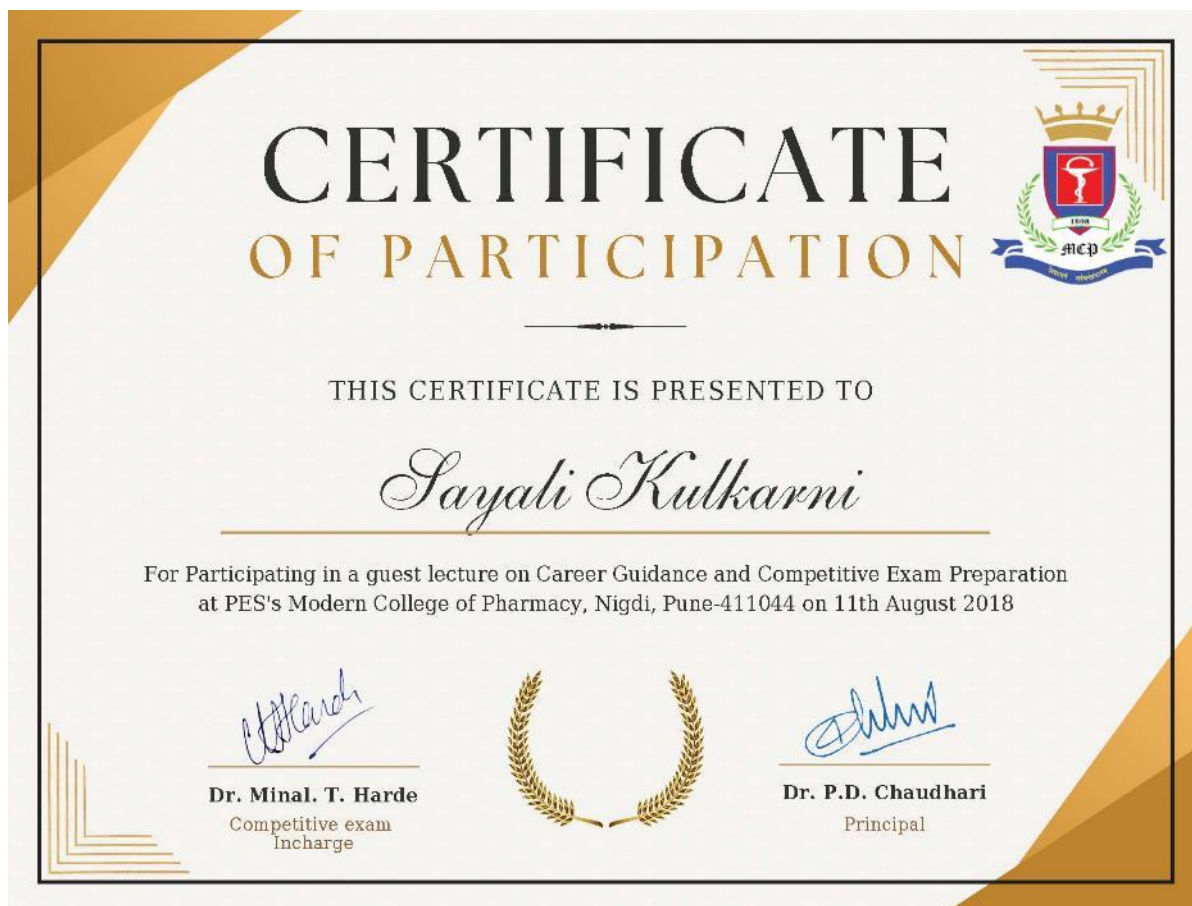 CERTIFICATE
OF PARTICIPATION
1998
MCP
THIS CERTIFICATE IS PRESENTED TO
Sayali Kulkarni
For Participating in a guest lecture on Career Guidance and Competitive Exam Preparation
at PES's Modern College of Pharmacy, Nigdi, Pune-411044 on 11th August 2018
Dr. Minal. T. Harde
Competitive exam
Incharge
Dr. P.D. Chaudhari
Principal